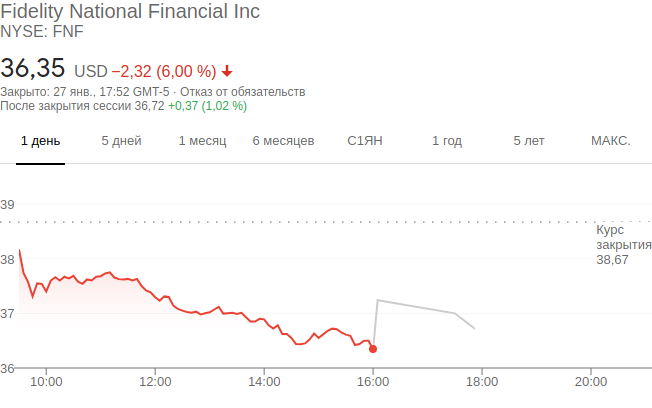 Fidelity National Financial Inc
NYSE: FNF
36,35 USD −2,32 (6,00 %)
Закрыто: 27 янв., 17:52 GMT-5 · Отказ от обязательств
После закрытия сессии 36,72 +0,37 (1,02 %)
1 день 5 дней 1 месяц 6 месяцев С1ЯН 1 год 5 лет МАКС.
39
Курс
закрытия
38,67
38
37
36
10:00 12:00 14:00 16:00 18:00 20:00